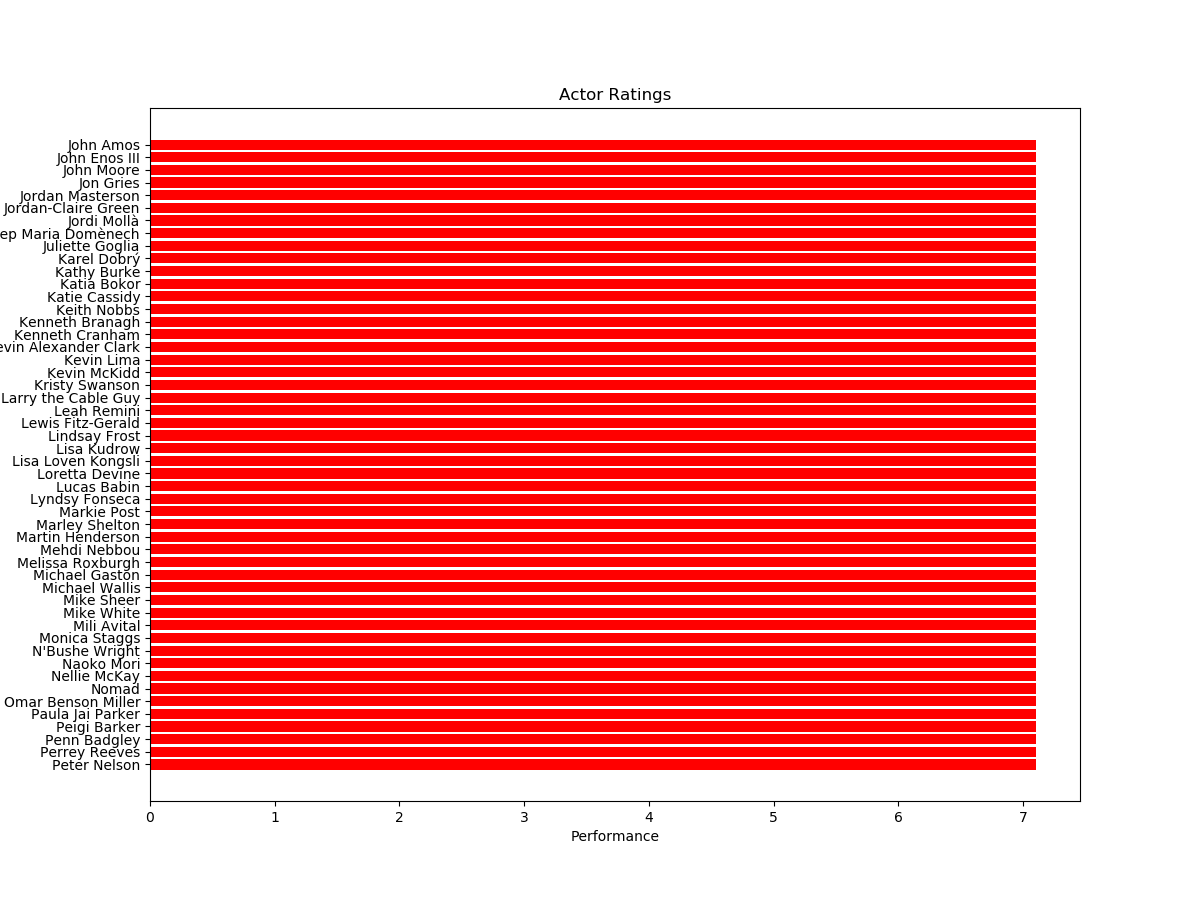 Actor Ratings
John Amos
John Enos III
John Moore
Jon Gries
Jordan Masterson
Jordan-Claire Green
Jordi Mollà
ep Maria Domènech
Juliette Goglia
Karel Dobrý
Kathy Burke
Katia Bokor
Katie Cassidy
Keith Nobbs
Kenneth Branagh
Kenneth Cranham
evin Alexander Clark
Kevin Lima
Kevin McKidd
Kristy Swanson
Larry the Cable Guy
Leah Remini
Lewis Fitz-Gerald
Lindsay Frost
Lisa Kudrow
Lisa Loven Kongsli
Loretta Devine
Lucas Babin
Lyndsy Fonseca
Markie Post
Marley Shelton
Martin Henderson
Mehdi Nebbou
Melissa Roxburgh
Michael Gaston
Michael Wallis
Mike Sheer
Mike White
Mili Avital
Monica Staggs
N'Bushe Wright
Naoko Mori
Nellie McKay
Nomad
Omar Benson Miller
Paula Jai Parker
Peigi Barker
Penn Badgley
Perrey Reeves
Peter Nelson
0 1 2 3 4 5 6 7
Performance